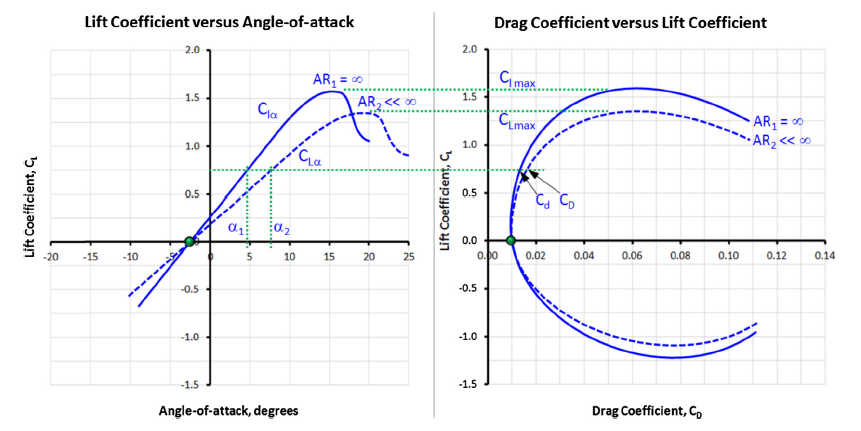 Lift Coefficient versus Angle-of-attack
2.0
AR₁ = ∞
1.5
Clα
AR₂ << ∞
1.0
CLα
0.5
α₁
α₂
0
-20 -15 -10 -5 0 5 10 15 20 25
-0.5
-1.0
-1.5
Lift Coefficient, CL
Angle-of-attack, degrees
Drag Coefficient versus Lift Coefficient
2.0
Cl max
1.5
CLmax
AR₁ = ∞
AR₂ << ∞
1.0
0.5
Cd CD
0.0
0.00 0.02 0.04 0.06 0.08 0.10 0.12 0.14
-0.5
-1.0
-1.5
Lift Coefficient, CL
Drag Coefficient, CD